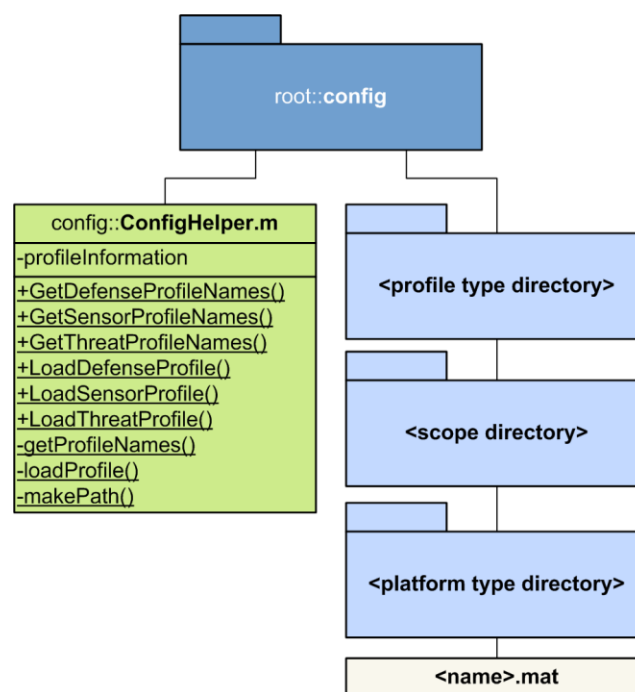 root::config
config::ConfigHelper.m
-profileInformation
+GetDefenseProfileNames()
+GetSensorProfileNames()
+GetThreatProfileNames()
+LoadDefenseProfile()
+LoadSensorProfile()
+LoadThreatProfile()
-getProfileNames()
-loadProfile()
-makePath()
<profile type directory>
<scope directory>
<platform type directory>
<name>.mat